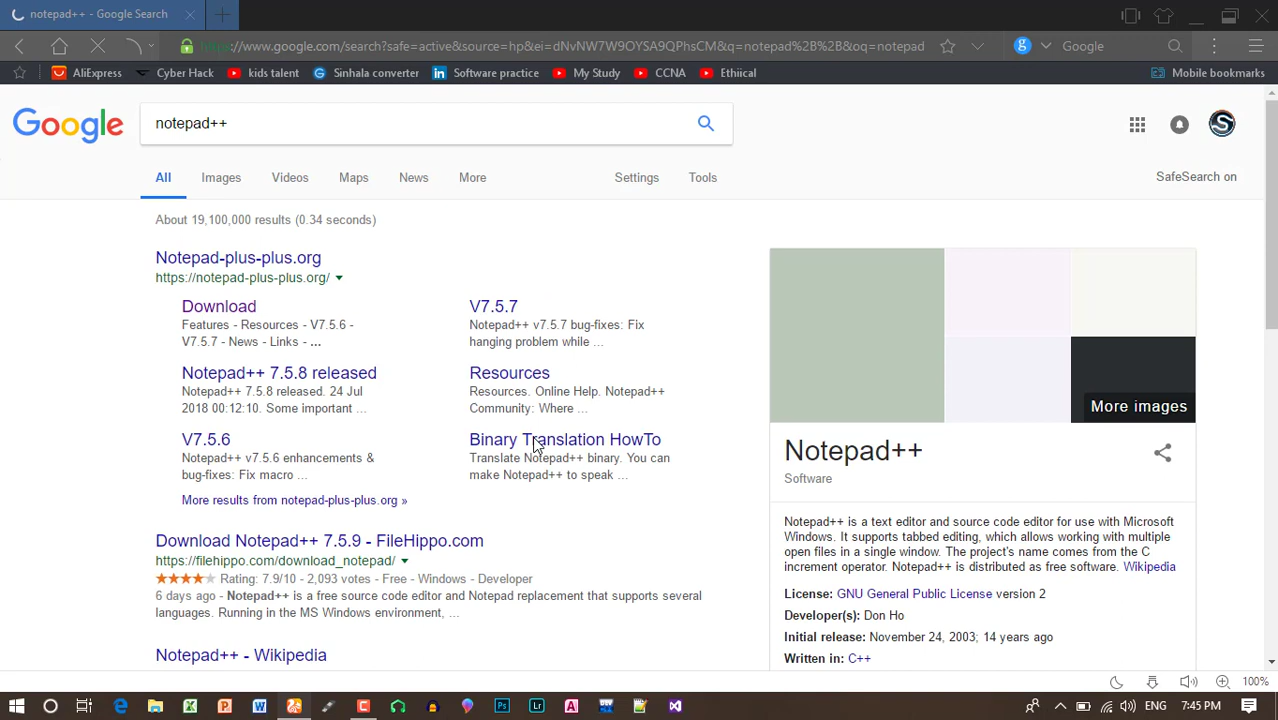 notepad++ - Google Search
https://www.google.com/search?safe=active&source=hp&ei=dNvNW7W9OYSA9QPhsCM&q=notepad%2B%2B&oq=notepad
Google
AliExpress Cyber Hack kids talent Sinhala converter Software practice My Study CCNA Ethiical Mobile bookmarks
Google notepad++
All Images Videos Maps News More Settings Tools SafeSearch on
About 19,100,000 results (0.34 seconds)
Notepad-plus-plus.org
https://notepad-plus-plus.org/
Download
Features - Resources - V7.5.6 -
V7.5.7 - News - Links - ...
V7.5.7
Notepad++ v7.5.7 bug-fixes: Fix
hanging problem while ...
Notepad++ 7.5.8 released
Notepad++ 7.5.8 released. 24 Jul
2018 00:12:10. Some important ...
Resources
Resources. Online Help. Notepad++
Community: Where ...
V7.5.6
Notepad++ v7.5.6 enhancements &
bug-fixes: Fix macro ...
Binary Translation HowTo
Translate Notepad++ binary. You can
make Notepad++ to speak ...
More results from notepad-plus-plus.org »
Download Notepad++ 7.5.9 - FileHippo.com
https://filehippo.com/download_notepad/
Rating: 7.9/10 - 2,093 votes - Free - Windows - Developer
6 days ago - Notepad++ is a free source code editor and Notepad replacement that supports several
languages. Running in the MS Windows environment, ...
Notepad++ - Wikipedia
More images
Notepad++
Software
Notepad++ is a text editor and source code editor for use with Microsoft
Windows. It supports tabbed editing, which allows working with multiple
open files in a single window. The project's name comes from the C
increment operator. Notepad++ is distributed as free software. Wikipedia
License: GNU General Public License version 2
Developer(s): Don Ho
Initial release: November 24, 2003; 14 years ago
Written in: C++
100%
ENG 7:45 PM